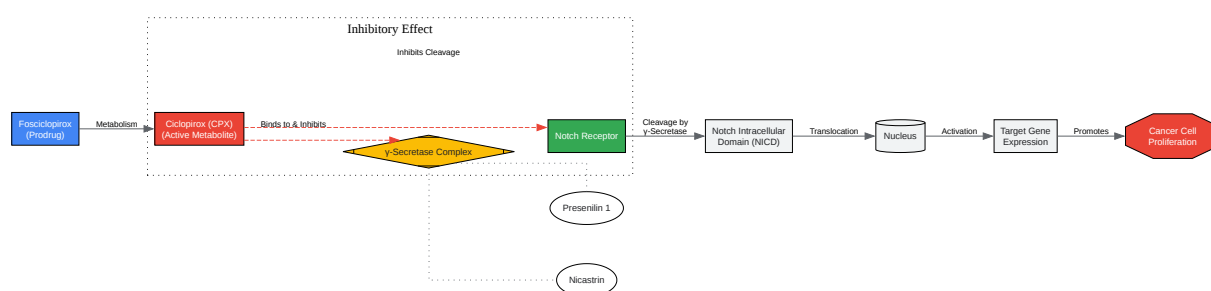 Inhibitory Effect
Inhibits Cleavage
Fosciclopirox
(Prodrug)
Metabolism
Ciclopirox (CPX)
(Active Metabolite)
Binds to & Inhibits
γ-Secretase Complex
Notch Receptor
Cleavage by
γ-Secretase
Notch Intracellular
Domain (NICD)
Translocation
Nucleus
Activation
Target Gene
Expression
Promotes
Cancer Cell
Proliferation
Presenilin 1
Nicastrin